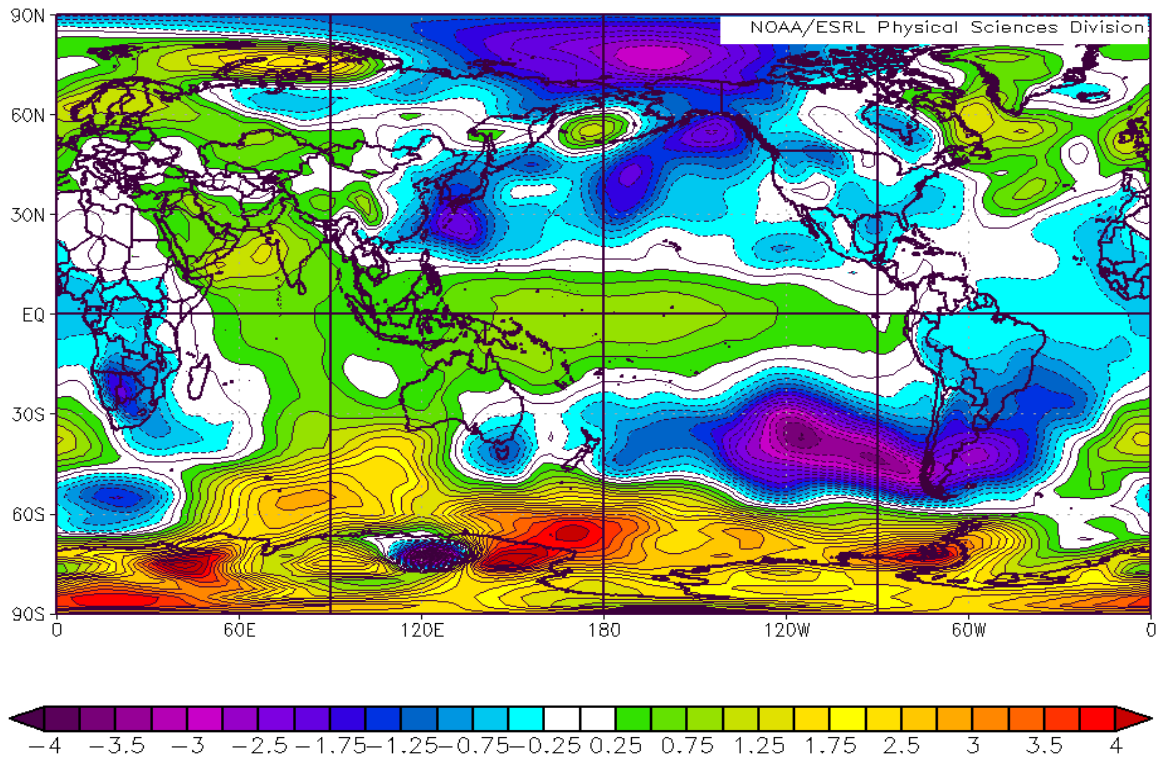 90N
NOAA/ESRL Physical Sciences Division
60N
30N
EQ
30S
60S
90S
0 60E 120E 180 120W 60W 0
−4 −3.5 −3 −2.5 −1.75 −1.25 −0.75 −0.25 0.25 0.75 1.25 1.75 2.5 3 3.5 4